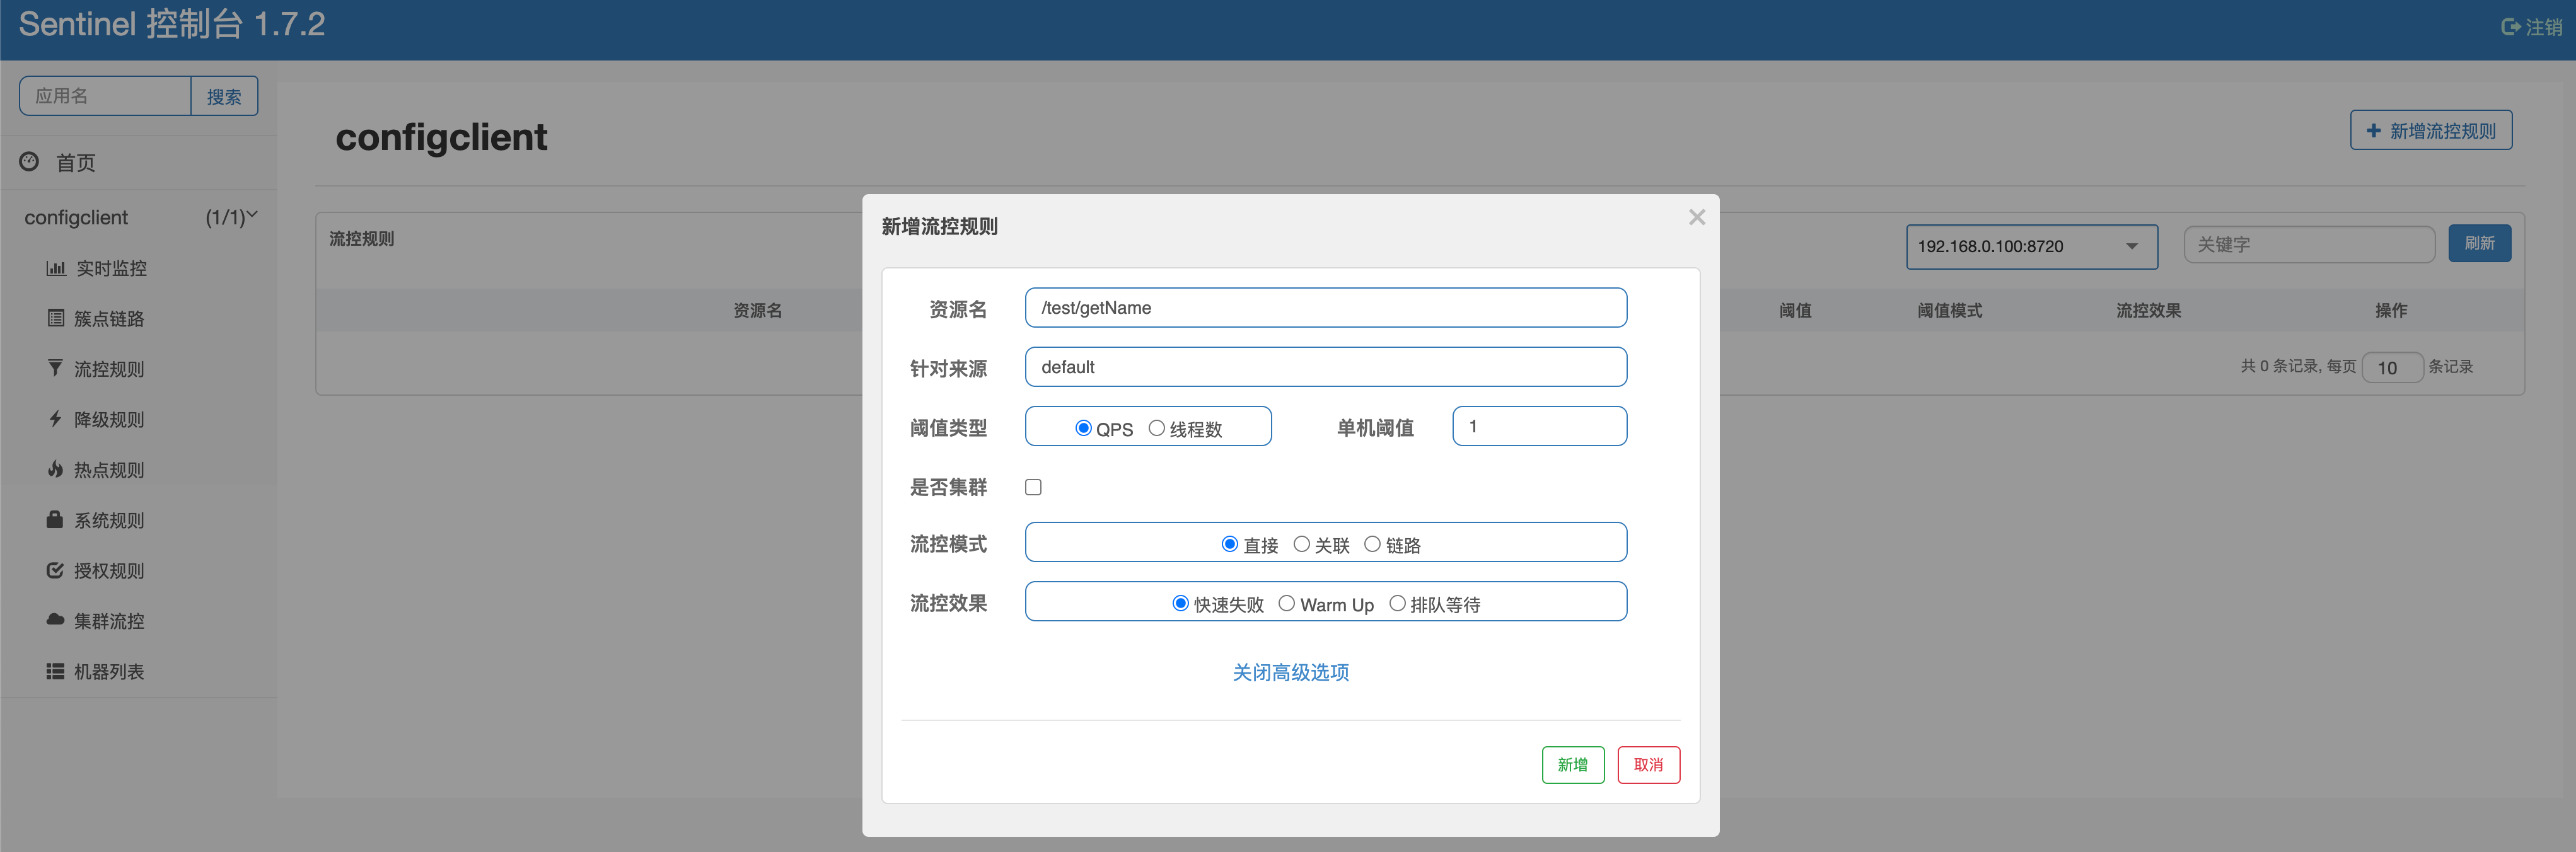 Sentinel 控制台 1.7.2
注销
应用名
搜索
首页
configclient (1/1)
实时监控
簇点链路
流控规则
降级规则
热点规则
系统规则
授权规则
集群流控
机器列表
configclient
新增流控规则
流控规则
192.168.0.100:8720
关键字
刷新
资源名 阈值 阈值模式 流控效果 操作
共 0 条记录, 每页 10 条记录
新增流控规则
×
资源名 /test/getName
针对来源 default
阈值类型 QPS 线程数 单机阈值 1
是否集群
流控模式 直接 关联 链路
流控效果 快速失败 Warm Up 排队等待
关闭高级选项
新增 取消